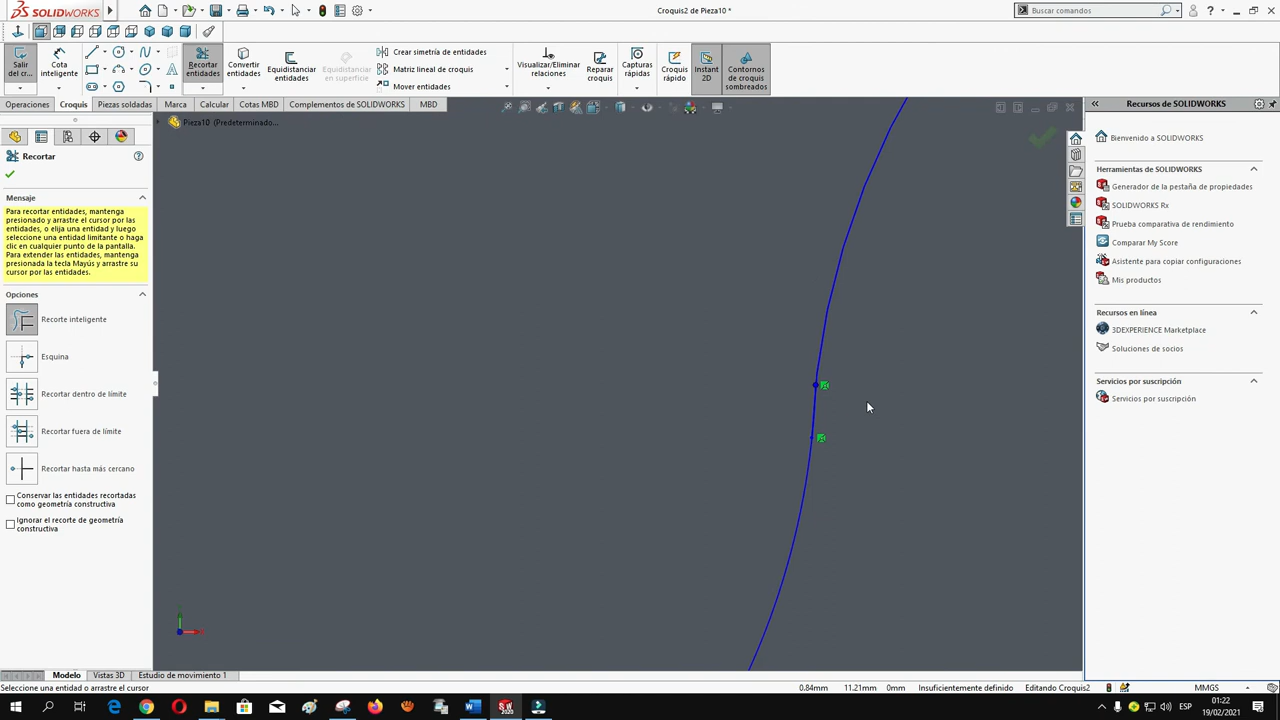 SOLIDWORKS
Croquis2 de Pieza10 *
Buscar comandos
Salir del cr...
Cota inteligente
Recortar entidades
Convertir entidades
Equidistanciar entidades
Equidistanciar en superficie
Crear simetría de entidades
Matriz lineal de croquis
Mover entidades
Visualizar/Eliminar relaciones
Reparar croquis
Capturas rápidas
Croquis rápido
Instant 2D
Contornos de croquis sombreados
Operaciones Croquis Piezas soldadas Marca Calcular Cotas MBD Complementos de SOLIDWORKS MBD
Pieza10 (Predeterminado...
Recortar
Mensaje
Para recortar entidades, mantenga
presionado y arrastre el cursor por las
entidades, o elija una entidad y luego
seleccione una entidad limitante o haga
clic en cualquier punto de la pantalla.
Para extender las entidades, mantenga
presionada la tecla Mayús y arrastre su
cursor por las entidades.
Opciones
Recorte inteligente
Esquina
Recortar dentro de límite
Recortar fuera de límite
Recortar hasta más cercano
Conservar las entidades recortadas
como geometría constructiva
Ignorar el recorte de geometría
constructiva
Recursos de SOLIDWORKS
Bienvenido a SOLIDWORKS
Herramientas de SOLIDWORKS
Generador de la pestaña de propiedades
SOLIDWORKS Rx
Prueba comparativa de rendimiento
Comparar My Score
Asistente para copiar configuraciones
Mis productos
Recursos en línea
3DEXPERIENCE Marketplace
Soluciones de socios
Servicios por suscripción
Servicios por suscripción
Modelo Vistas 3D Estudio de movimiento 1
Seleccione una entidad o arrastre el cursor
0.84mm 11.21mm 0mm Insuficientemente definido Editando Croquis2 MMGS
ESP
01:22
19/02/2021